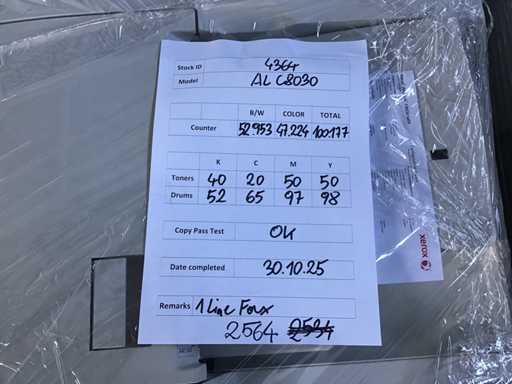 Stock ID 4364
Model AL C8030
B/W COLOR TOTAL
Counter 52.953 47.224 100.177
K C M Y
Toners 40 20 50 50
Drums 52 65 97 98
Copy Pass Test OK
Date completed 30.10.25
Remarks 1 Line Fax
2564 2534
xerox